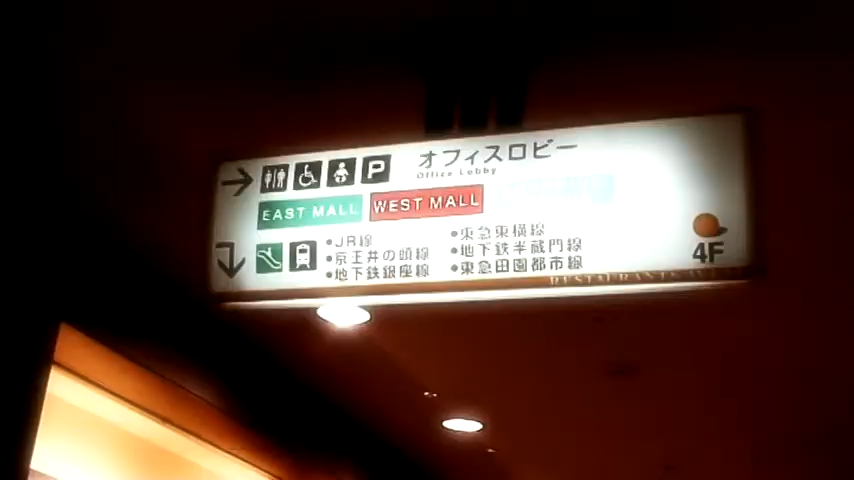 P オフィスロビー
Office Lobby
EAST MALL WEST MALL
•JR線
•京王井の頭線
•地下鉄銀座線
•東急東横線
•地下鉄半蔵門線
•東急田園都市線
4F
RESTAURANTS